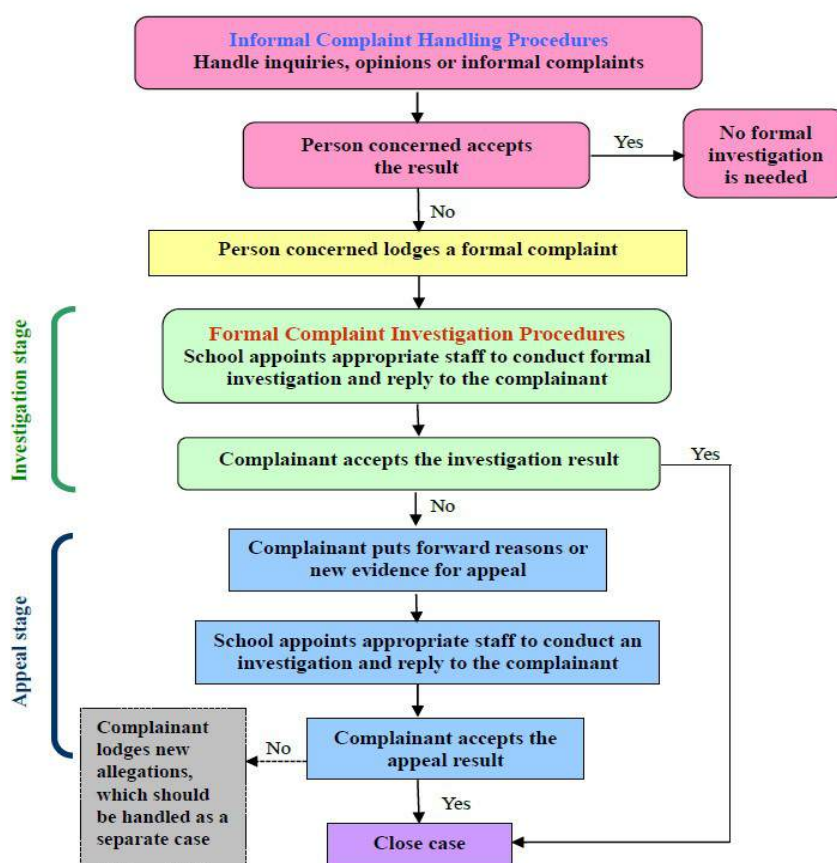 Informal Complaint Handling Procedures
Handle inquiries, opinions or informal complaints
Person concerned accepts
the result
Yes
No formal
investigation
is needed
No
Person concerned lodges a formal complaint
Investigation stage
Formal Complaint Investigation Procedures
School appoints appropriate staff to conduct formal
investigation and reply to the complainant
Complainant accepts the investigation result
Yes
No
Appeal stage
Complainant puts forward reasons or
new evidence for appeal
School appoints appropriate staff to conduct an
investigation and reply to the complainant
Complainant accepts the
appeal result
No
Complainant
lodges new
allegations,
which should
be handled as a
separate case
Yes
Close case